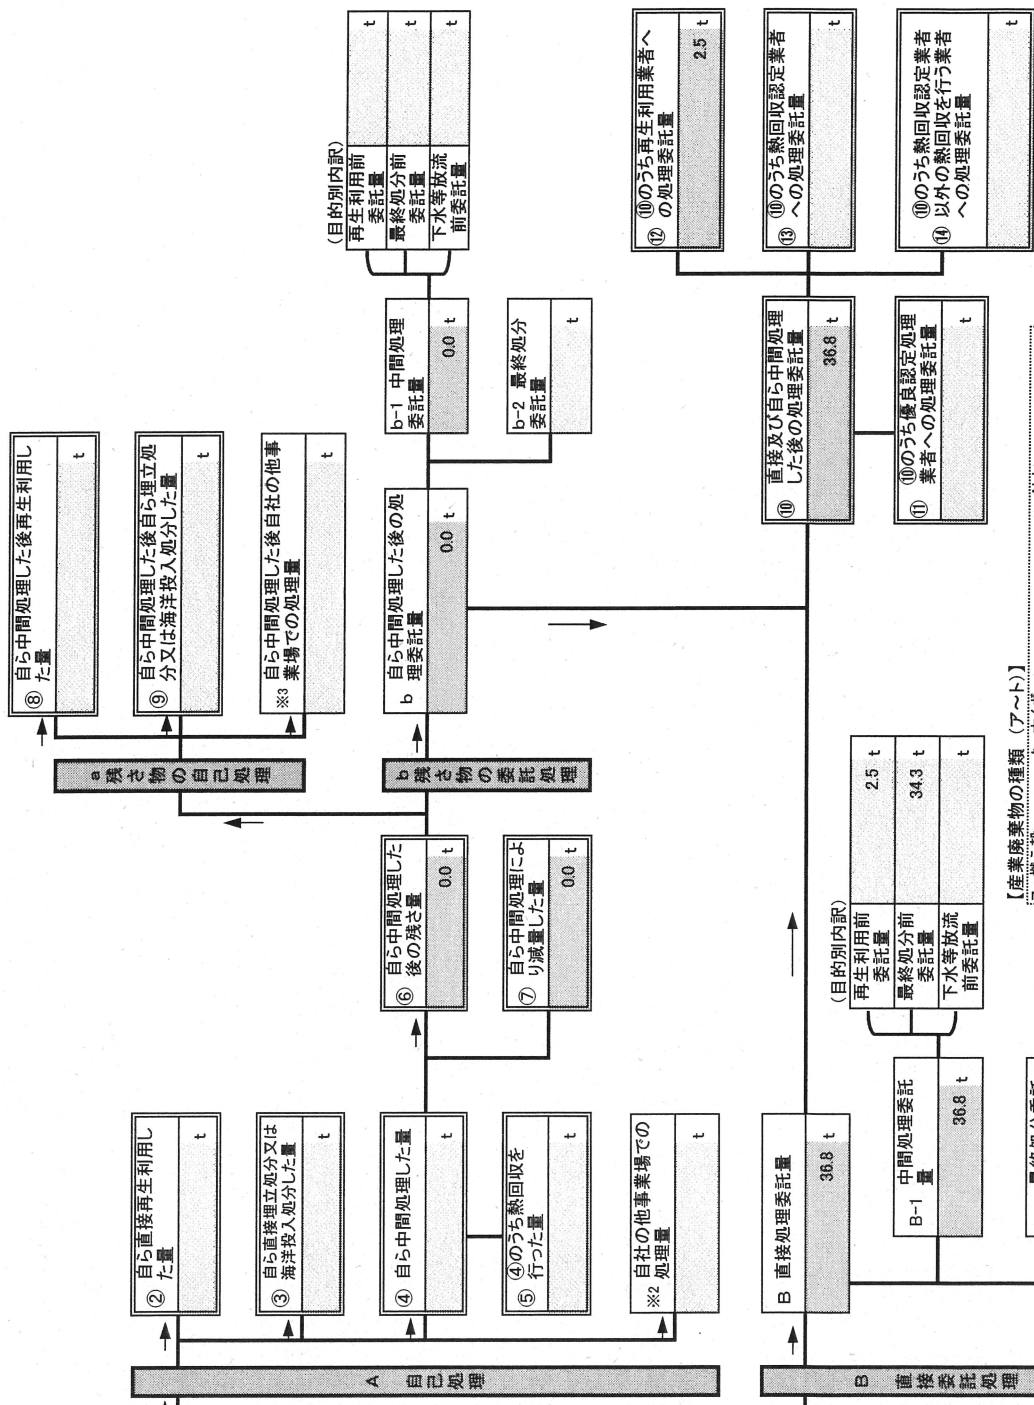 A 自己処理
② 自ら直接再生利用し
た量
t
③ 自ら直接埋立処分又は
海洋投入処分した量
t
④ 自ら中間処理した量
t
⑤ ④のうち熱回収を
行った量
t
※2 自社の他事業場での
処理量
t
⑥ 自ら中間処理した
後の残さ量
0.0 t
⑦ 自ら中間処理によ
り減量した量
0.0 t
a 残さ物の自己処理
⑧ 自ら中間処理した後再生利用し
た量
t
⑨ 自ら中間処理した後自ら埋立処
分又は海洋投入処分した量
t
※3 自ら中間処理した後自社の他事
業場での処理量
t
b 残さ物の委託処理
b 自ら中間処理した後の処
理委託量
0.0 t
b-1 中間処理
委託量
0.0 t
b-2 最終処分
委託量
t
(目的別内訳)
再生利用前
委託量
t
最終処分前
委託量
t
下水等放流
前委託量
t
B 直接委託処理
B 直接処理委託量
36.8 t
B-1 中間処理委託
量
36.8 t
(目的別内訳)
再生利用前
委託量
2.5 t
最終処分前
委託量
34.3 t
下水等放流
前委託量
t
⑩ 直接及び自ら中間処理
した後の処理委託量
36.8 t
⑪ ⑩のうち優良認定処理
業者への処理委託量
t
⑫ ⑩のうち再生利用業者へ
の処理委託量
2.5 t
⑬ ⑩のうち熱回収認定業者
への処理委託量
t
⑭ ⑩のうち熱回収認定業者
以外の熱回収を行う業者
への処理委託量
t
【産業廃棄物の種類(ア～ト)】